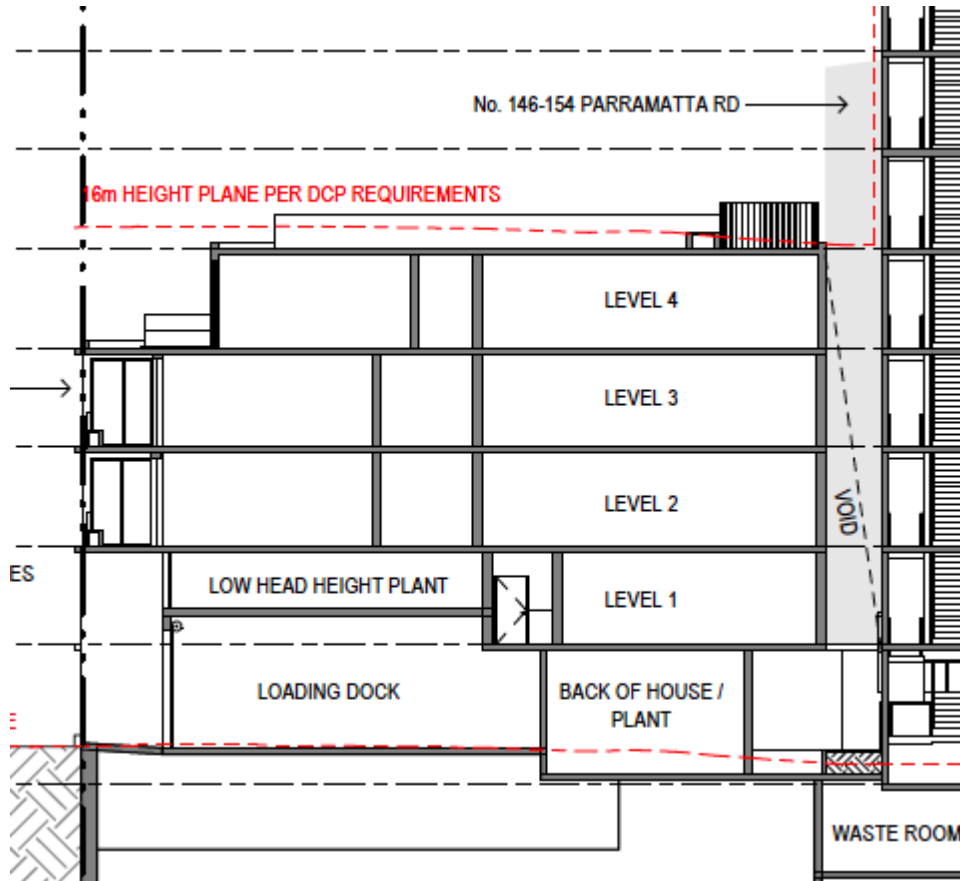 No. 146-154 PARRAMATTA RD
16m HEIGHT PLANE PER DCP REQUIREMENTS
LEVEL 4
LEVEL 3
LEVEL 2
VOID
ES
LOW HEAD HEIGHT PLANT
LEVEL 1
LOADING DOCK
BACK OF HOUSE /
PLANT
E
WASTE ROOM